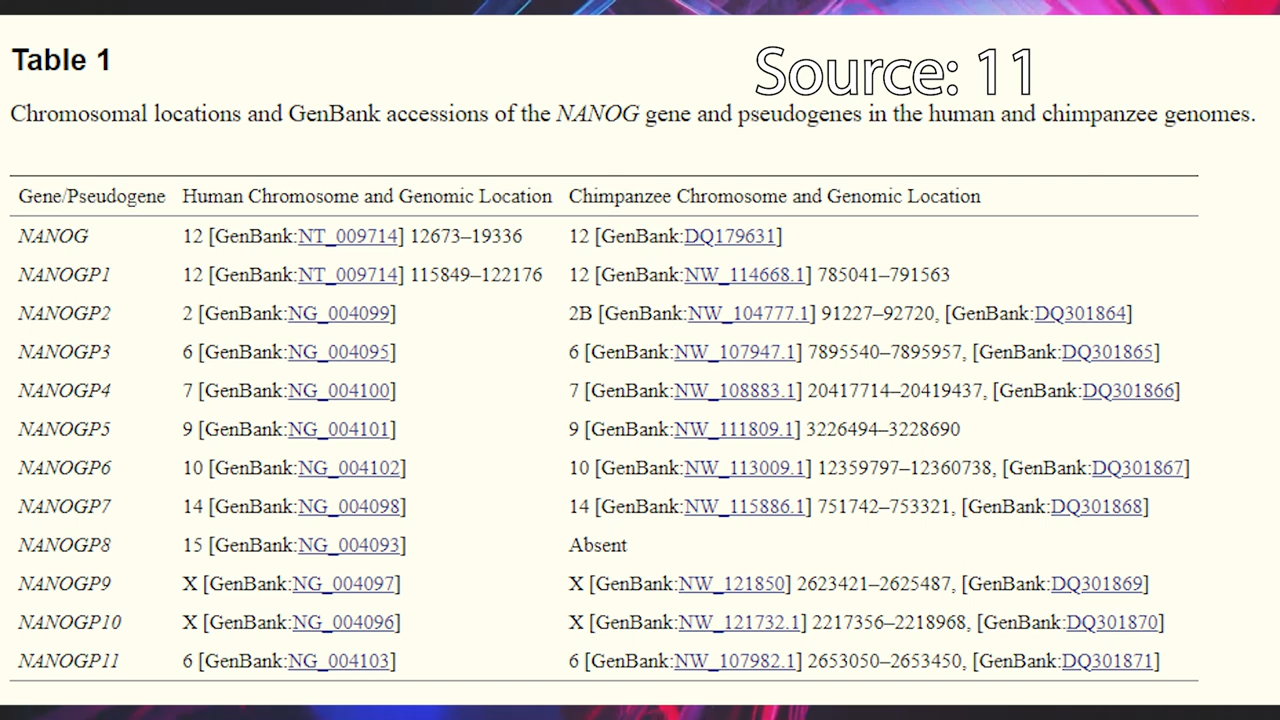 Table 1
Source: 11
Chromosomal locations and GenBank accessions of the NANOG gene and pseudogenes in the human and chimpanzee genomes.
Gene/Pseudogene Human Chromosome and Genomic Location Chimpanzee Chromosome and Genomic Location
NANOG 12 [GenBank:NT_009714] 12673–19336 12 [GenBank:DQ179631]
NANOGP1 12 [GenBank:NT_009714] 115849–122176 12 [GenBank:NW_114668.1] 785041–791563
NANOGP2 2 [GenBank:NG_004099] 2B [GenBank:NW_104777.1] 91227–92720, [GenBank:DQ301864]
NANOGP3 6 [GenBank:NG_004095] 6 [GenBank:NW_107947.1] 7895540–7895957, [GenBank:DQ301865]
NANOGP4 7 [GenBank:NG_004100] 7 [GenBank:NW_108883.1] 20417714–20419437, [GenBank:DQ301866]
NANOGP5 9 [GenBank:NG_004101] 9 [GenBank:NW_111809.1] 3226494–3228690
NANOGP6 10 [GenBank:NG_004102] 10 [GenBank:NW_113009.1] 12359797–12360738, [GenBank:DQ301867]
NANOGP7 14 [GenBank:NG_004098] 14 [GenBank:NW_115886.1] 751742–753321, [GenBank:DQ301868]
NANOGP8 15 [GenBank:NG_004093] Absent
NANOGP9 X [GenBank:NG_004097] X [GenBank:NW_121850] 2623421–2625487, [GenBank:DQ301869]
NANOGP10 X [GenBank:NG_004096] X [GenBank:NW_121732.1] 2217356–2218968, [GenBank:DQ301870]
NANOGP11 6 [GenBank:NG_004103] 6 [GenBank:NW_107982.1] 2653050–2653450, [GenBank:DQ301871]